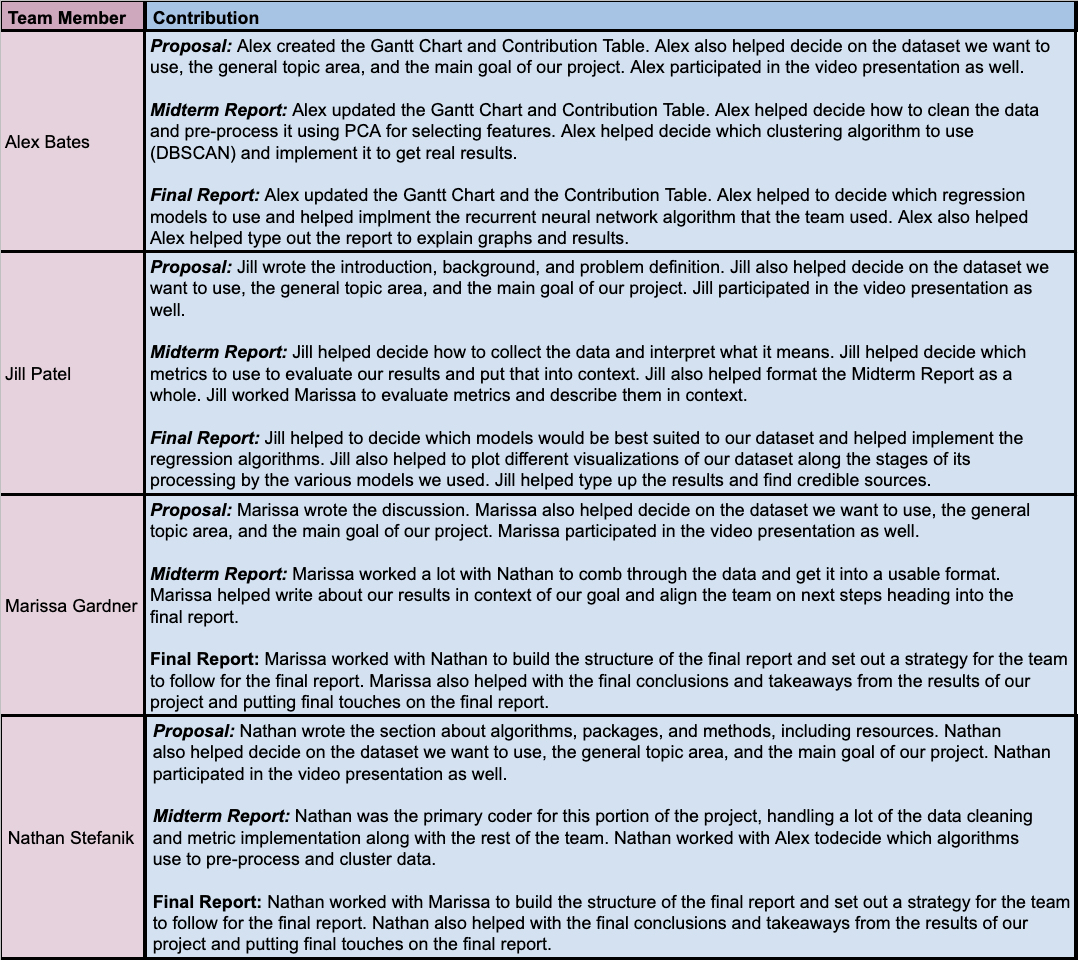 Team Member
Contribution
Alex Bates
Proposal: Alex created the Gantt Chart and Contribution Table. Alex also helped decide on the dataset we want to
use, the general topic area, and the main goal of our project. Alex participated in the video presentation as well.
Midterm Report: Alex updated the Gantt Chart and Contribution Table. Alex helped decide how to clean the data
and pre-process it using PCA for selecting features. Alex helped decide which clustering algorithm to use
(DBSCAN) and implement it to get real results.
Final Report: Alex updated the Gantt Chart and the Contribution Table. Alex helped to decide which regression
models to use and helped implment the recurrent neural network algorithm that the team used. Alex also helped
Alex helped type out the report to explain graphs and results.
Jill Patel
Proposal: Jill wrote the introduction, background, and problem definition. Jill also helped decide on the dataset we
want to use, the general topic area, and the main goal of our project. Jill participated in the video presentation as
well.
Midterm Report: Jill helped decide how to collect the data and interpret what it means. Jill helped decide which
metrics to use to evaluate our results and put that into context. Jill also helped format the Midterm Report as a
whole. Jill worked Marissa to evaluate metrics and describe them in context.
Final Report: Jill helped to decide which models would be best suited to our dataset and helped implement the
regression algorithms. Jill also helped to plot different visualizations of our dataset along the stages of its
processing by the various models we used. Jill helped type up the results and find credible sources.
Marissa Gardner
Proposal: Marissa wrote the discussion. Marissa also helped decide on the dataset we want to use, the general
topic area, and the main goal of our project. Marissa participated in the video presentation as well.
Midterm Report: Marissa worked a lot with Nathan to comb through the data and get it into a usable format.
Marissa helped write about our results in context of our goal and align the team on next steps heading into the
final report.
Final Report: Marissa worked with Nathan to build the structure of the final report and set out a strategy for the team
to follow for the final report. Marissa also helped with the final conclusions and takeaways from the results of our
project and putting final touches on the final report.
Nathan Stefanik
Proposal: Nathan wrote the section about algorithms, packages, and methods, including resources. Nathan
also helped decide on the dataset we want to use, the general topic area, and the main goal of our project. Nathan
participated in the video presentation as well.
Midterm Report: Nathan was the primary coder for this portion of the project, handling a lot of the data cleaning
and metric implementation along with the rest of the team. Nathan worked with Alex todecide which algorithms
use to pre-process and cluster data.
Final Report: Nathan worked with Marissa to build the structure of the final report and set out a strategy for the team
to follow for the final report. Nathan also helped with the final conclusions and takeaways from the results of our
project and putting final touches on the final report.